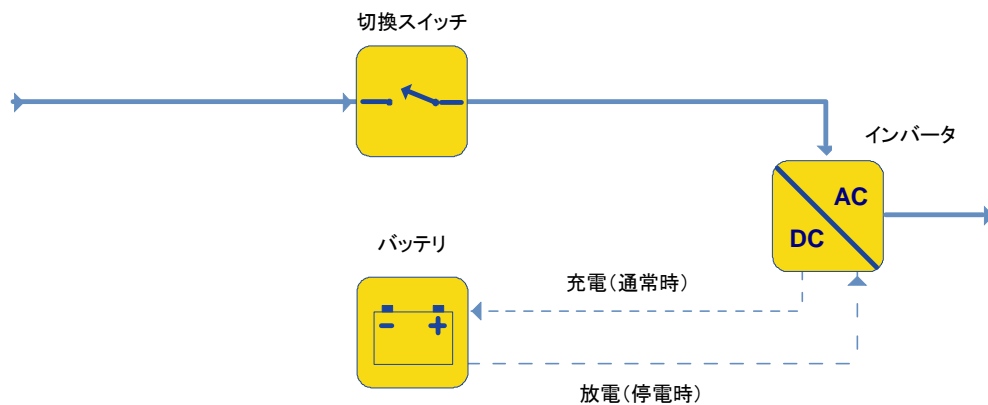 切換スイッチ
インバータ
AC
DC
バッテリ
充電(通常時)
放電(停電時)